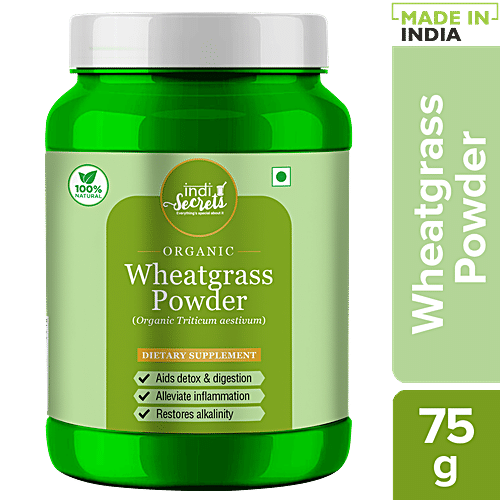 MADE IN
INDIA
100%
NATURAL
indi
Secrets
Everything's special about it
ORGANIC
Wheatgrass
Powder
(Organic Triticum aestivum)
DIETARY SUPPLEMENT
Aids detox & digestion
Alleviate inflammation
Restores alkalinity
Wheatgrass
Powder
75
g